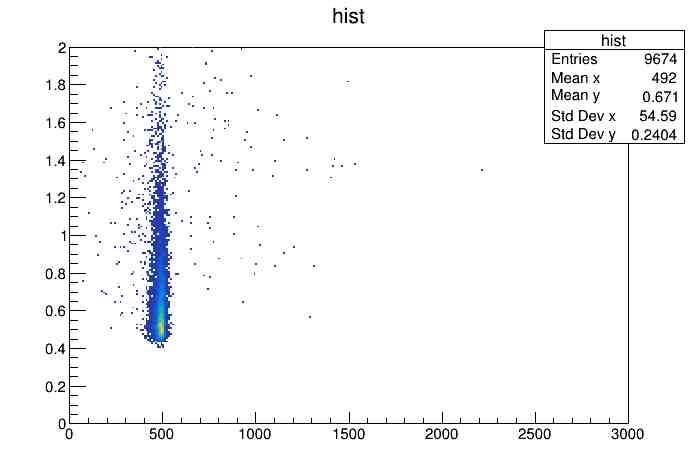 hist
hist
Entries 9674
Mean x 492
Mean y 0.671
Std Dev x 54.59
Std Dev y 0.2404
2
1.8
1.6
1.4
1.2
1
0.8
0.6
0.4
0.2
0
0 500 1000 1500 2000 2500 3000